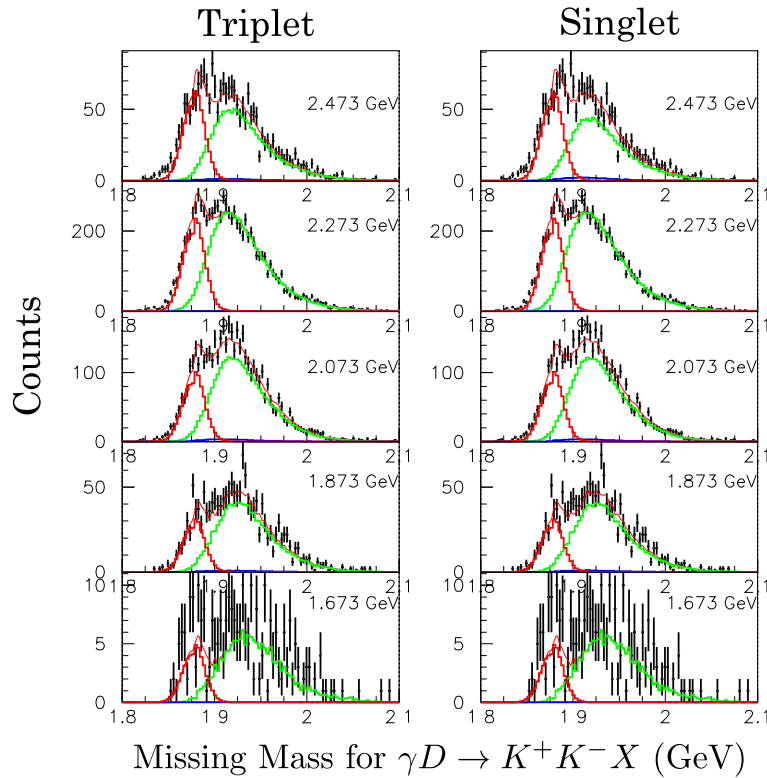 Triplet Singlet
50
0
2.473 GeV
50
0
2.473 GeV
1.8 1.9 2 2.1
1.8 1.9 2 2.1
200
0
2.273 GeV
200
0
2.273 GeV
1.8 1.9 2 2.1
1.8 1.9 2 2.1
100
0
2.073 GeV
100
0
2.073 GeV
1.8 1.9 2 2.1
1.8 1.9 2 2.1
50
0
1.873 GeV
50
0
1.873 GeV
1.8 1.9 2 2.1
1.8 1.9 2 2.1
10
5
0
1.673 GeV
10
5
0
1.673 GeV
1.8 1.9 2 2.1
1.8 1.9 2 2.1
Counts
Missing Mass for γD → K⁺K⁻X (GeV)